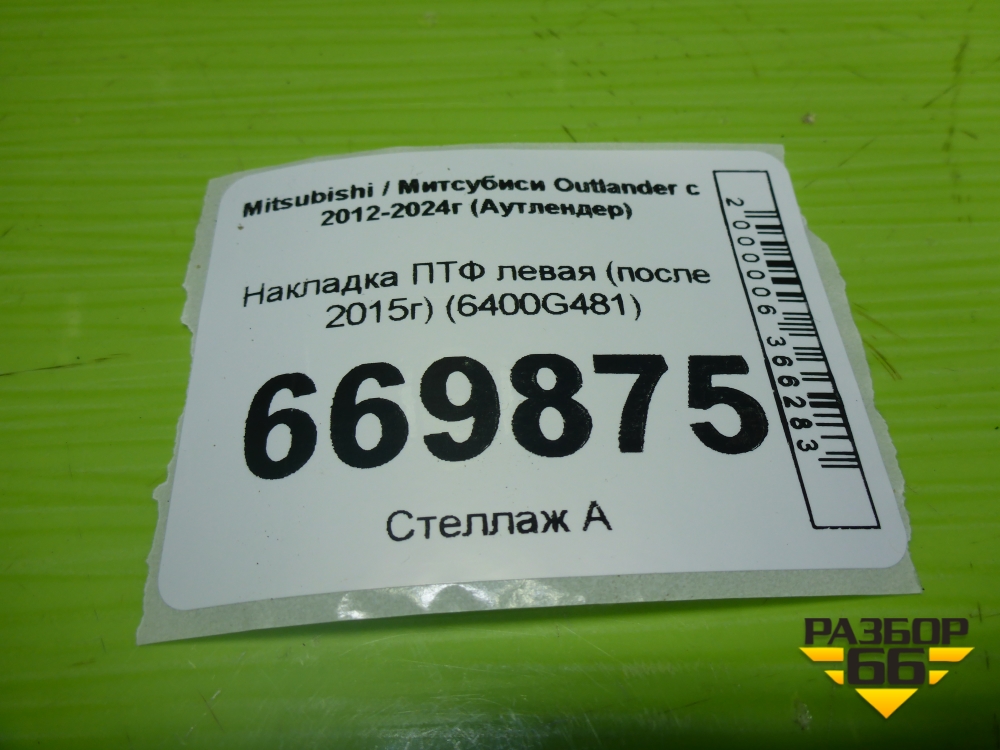 Mitsubishi / Митсубиси Outlander с
2012-2024г (Аутлендер)
Накладка ПТФ левая (после
2015г) (6400G481)
669875
Стеллаж А
2000006366283
РАЗБОР
66